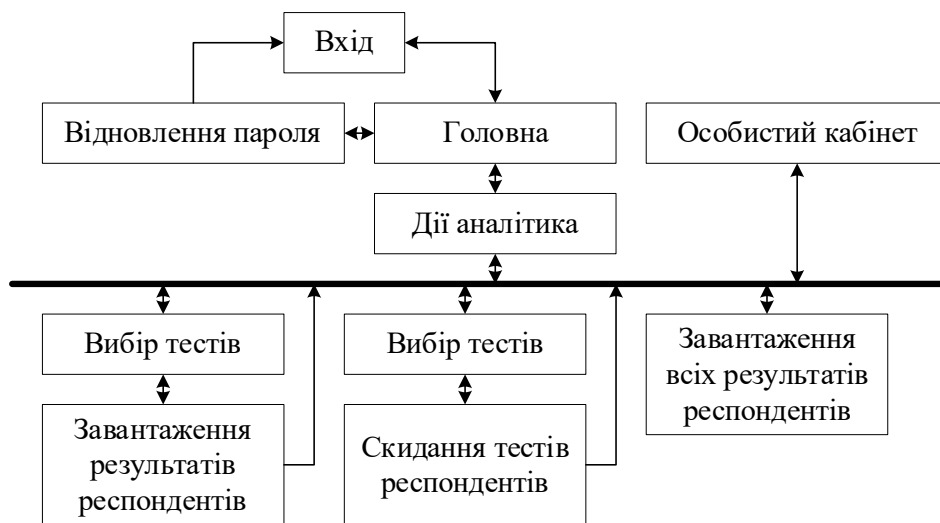 Вхід
Відновлення пароля
Головна
Особистий кабінет
Дії аналітика
Вибір тестів
Вибір тестів
Завантаження
всіх результатів
респондентів
Завантаження
результатів
респондентів
Скидання тестів
респондентів